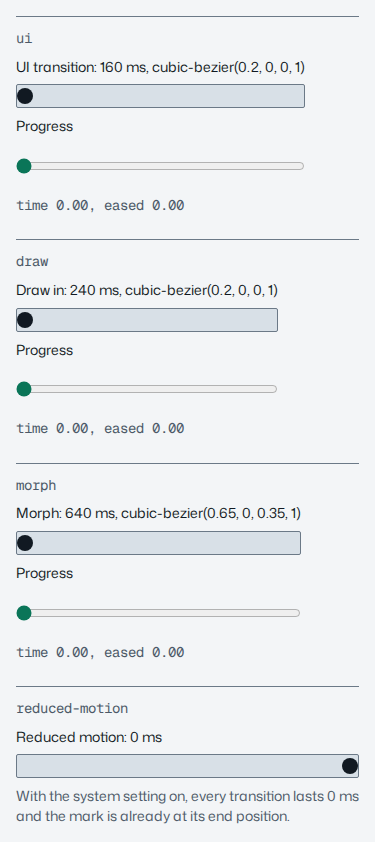 ui
UI transition: 160 ms, cubic-bezier(0.2, 0, 0, 1)
Progress
time 0.00, eased 0.00
draw
Draw in: 240 ms, cubic-bezier(0.2, 0, 0, 1)
Progress
time 0.00, eased 0.00
morph
Morph: 640 ms, cubic-bezier(0.65, 0, 0.35, 1)
Progress
time 0.00, eased 0.00
reduced-motion
Reduced motion: 0 ms
With the system setting on, every transition lasts 0 ms
and the mark is already at its end position.